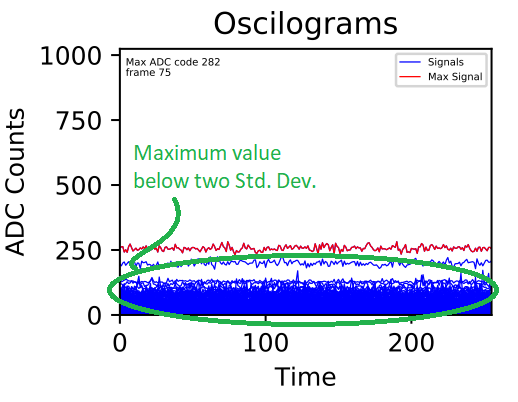 Oscilograms
Max ADC code 282
frame 75
Signals
Max Signal
Maximum value
below two Std. Dev.
ADC Counts
1000
750
500
250
0
0
100
200
Time